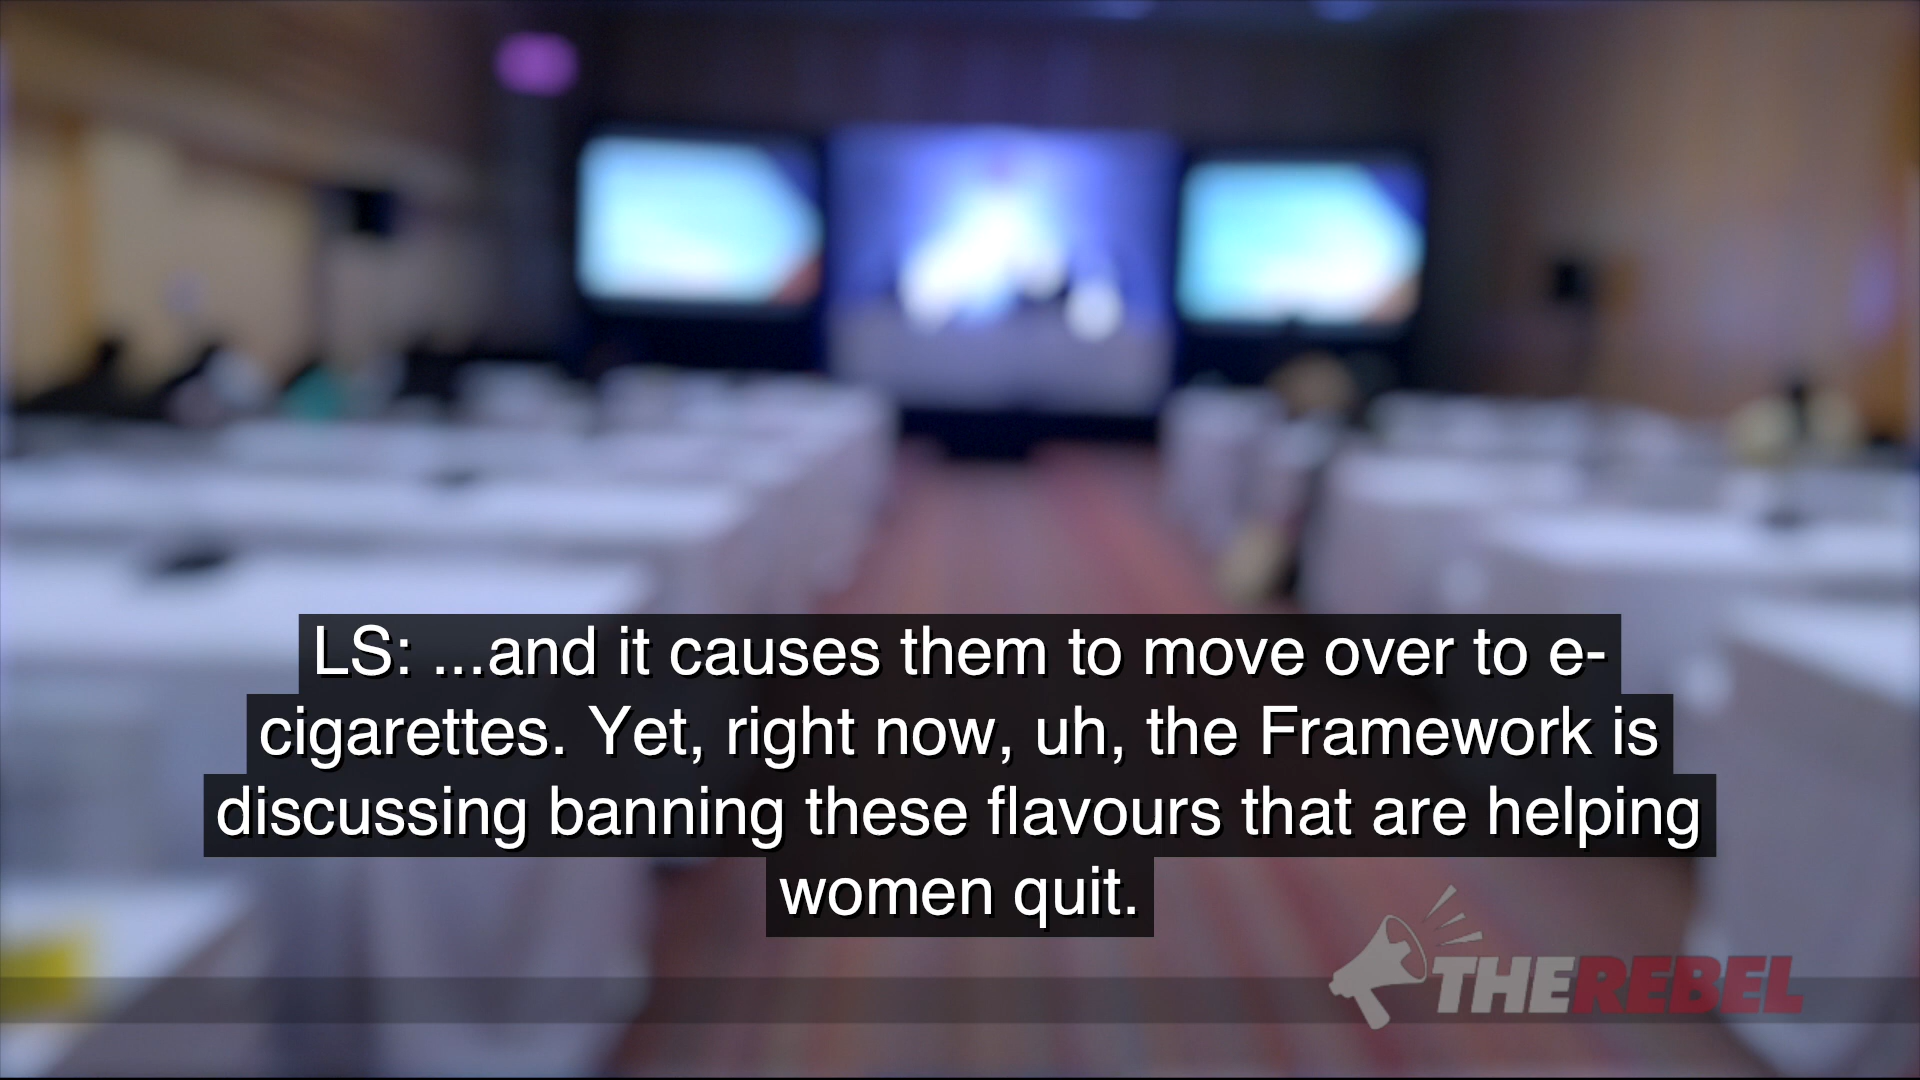 LS: ...and it causes them to move over to e-
cigarettes. Yet, right now, uh, the Framework is
discussing banning these flavours that are helping
women quit.
THEREBEL